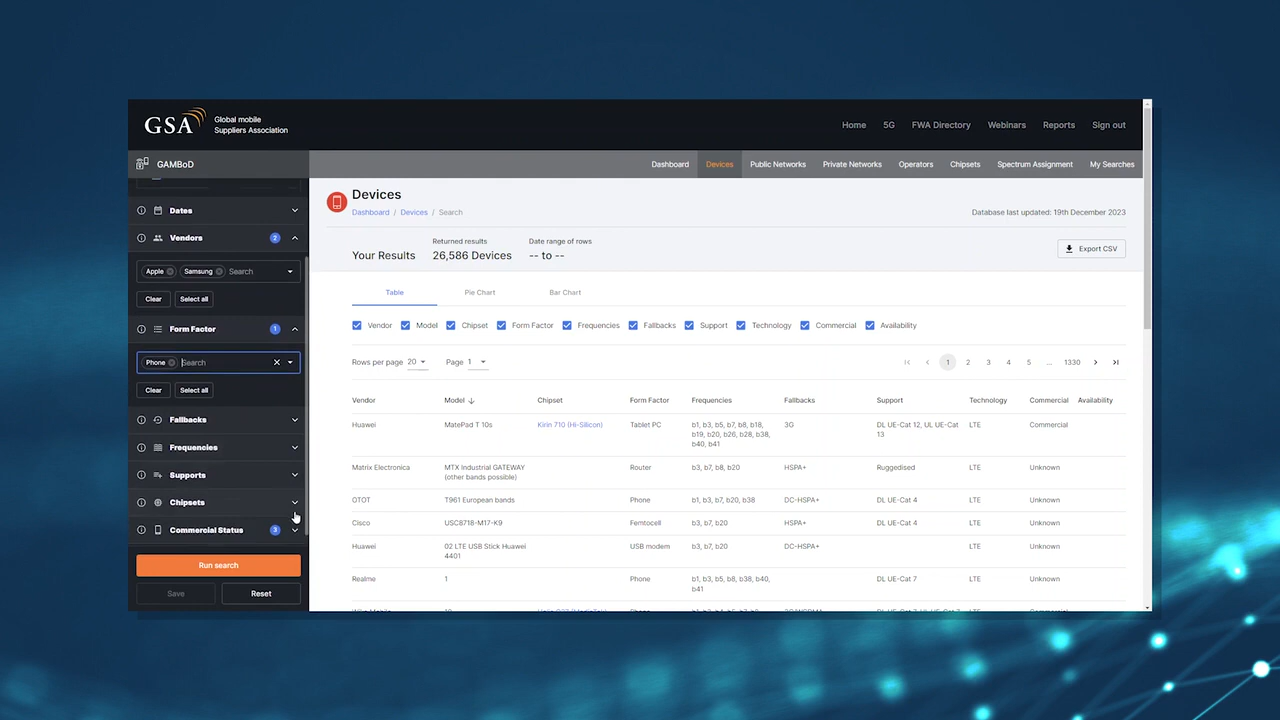 GSA
Global mobile
Suppliers Association
Home 5G FWA Directory Webinars Reports Sign out
GAMBoD
Dashboard Devices Public Networks Private Networks Operators Chipsets Spectrum Assignment My Searches
Dates
Vendors 2
Apple Samsung Search
Clear Select all
Form Factor 1
Phone Search
Clear Select all
Fallbacks
Frequencies
Supports
Chipsets
Commercial Status 3
Run search
Save Reset
Devices
Dashboard / Devices / Search
Database last updated: 19th December 2023
Your Results
Returned results
26,586 Devices
Date range of rows
-- to --
Export CSV
Table Pie Chart Bar Chart
Vendor Model Chipset Form Factor Frequencies Fallbacks Support Technology Commercial Availability
Rows per page 20 Page 1
1 2 3 4 5 ... 1330
Vendor Model Chipset Form Factor Frequencies Fallbacks Support Technology Commercial Availability
Huawei MatePad T 10s Kirin 710 (Hi-Silicon) Tablet PC b1, b3, b5, b7, b8, b18, 3G DL UE-Cat 12, UL UE-Cat LTE Commercial
b19, b20, b26, b28, b38, 13
b40, b41
Matrix Electronica MTX Industrial GATEWAY Router b3, b7, b8, b20 HSPA+ Ruggedised LTE Unknown
(other bands possible)
OTOT T961 European bands Phone b1, b3, b7, b20, b38 DC-HSPA+ DL UE-Cat 4 LTE Unknown
Cisco USC8718-M17-K9 Femtocell b3, b7, b20 HSPA+ DL UE-Cat 4 LTE Unknown
Huawei 02 LTE USB Stick Huawei USB modem b3, b7, b20 DC-HSPA+ LTE Unknown
4401
Realme 1 Phone b1, b3, b5, b8, b38, b40, DL UE-Cat 7 LTE Unknown
b41